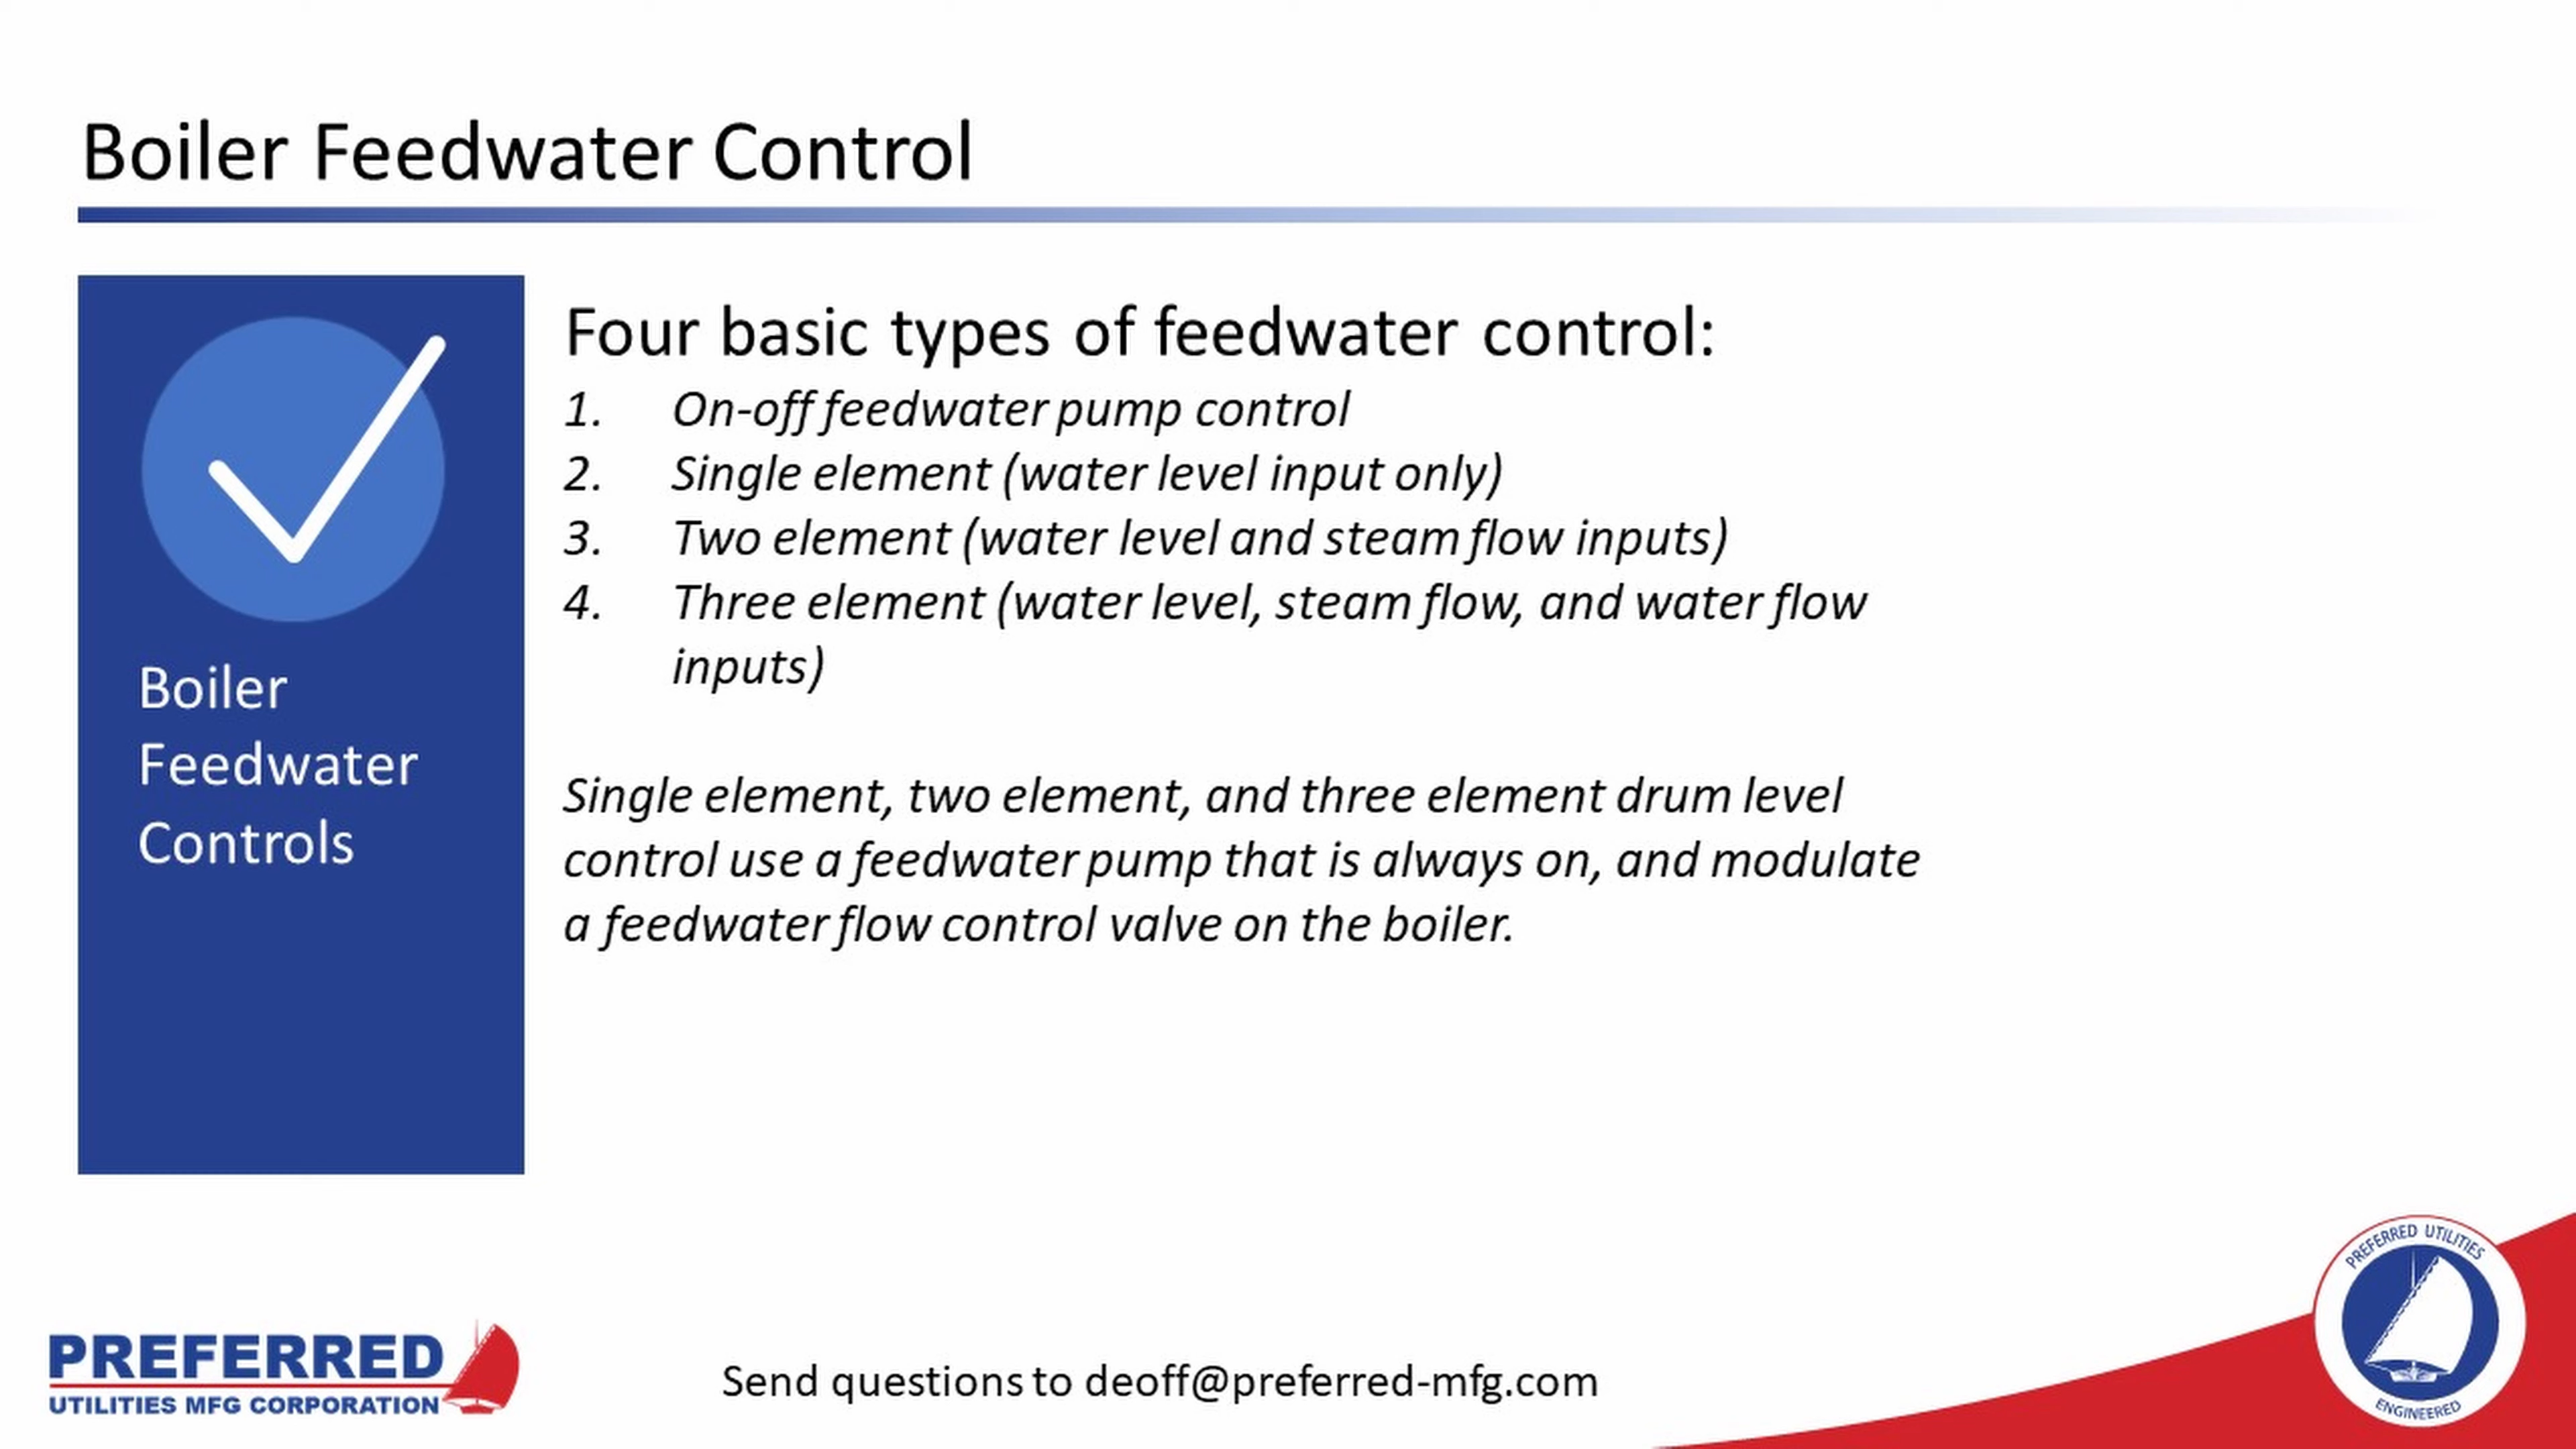 Boiler Feedwater Control
Boiler
Feedwater
Controls
Four basic types of feedwater control:
1. On-off feedwater pump control
2. Single element (water level input only)
3. Two element (water level and steam flow inputs)
4. Three element (water level, steam flow, and water flow
inputs)
Single element, two element, and three element drum level
control use a feedwater pump that is always on, and modulate
a feedwater flow control valve on the boiler.
PREFERRED
UTILITIES MFG CORPORATION
Send questions to deoff@preferred-mfg.com
PREFERRED UTILITIES
ENGINEERED